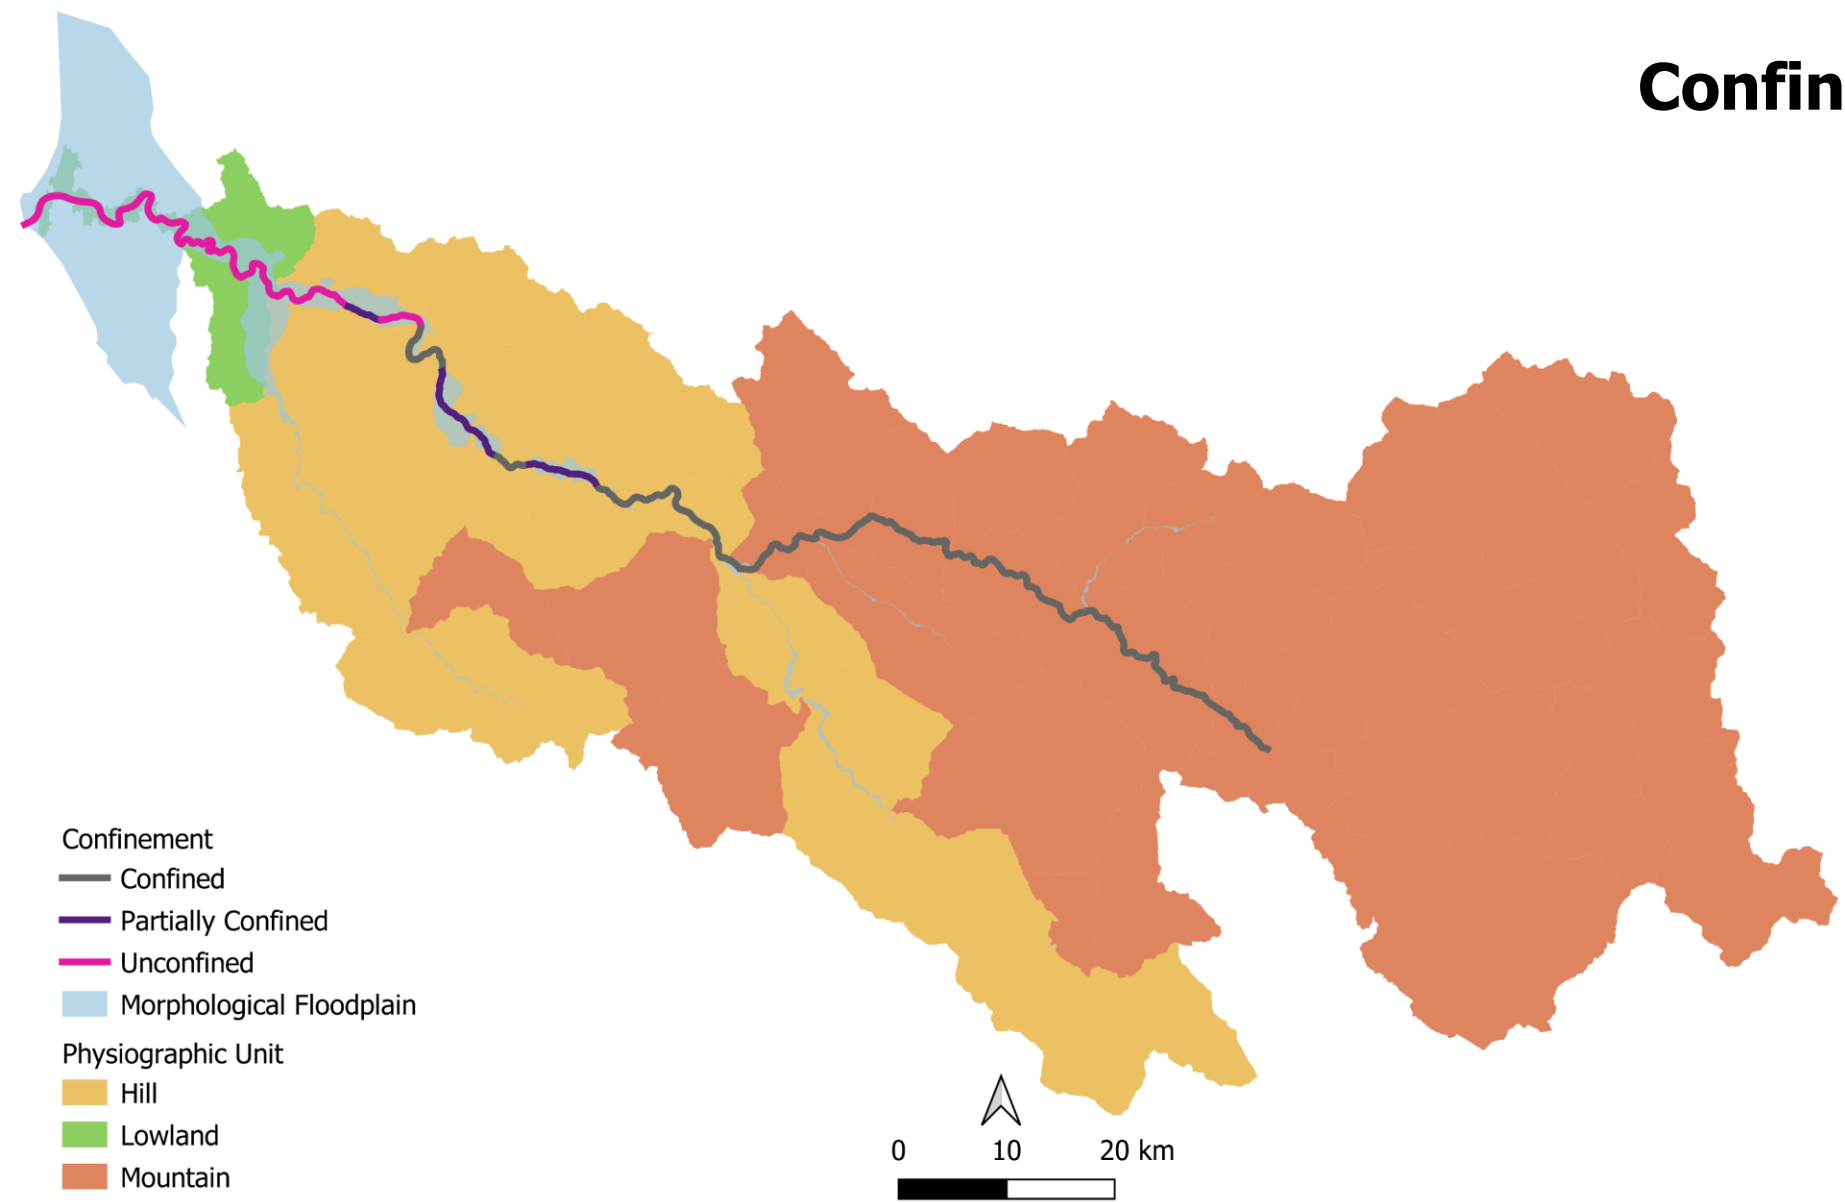 Confin
Confinement
Confined
Partially Confined
Unconfined
Morphological Floodplain
Physiographic Unit
Hill
Lowland
Mountain
0 10 20 km